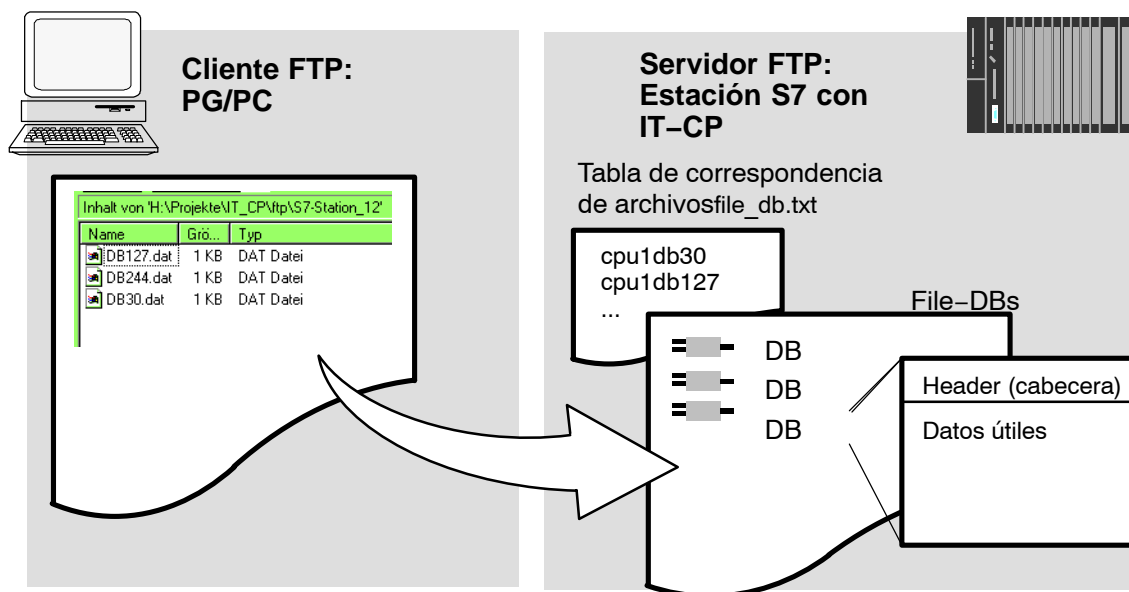 Cliente FTP:
PG/PC
Inhalt von 'H:\Projekte\IT_CP\ftp\S7-Station_12'
Name Grö... Typ
DB127.dat 1 KB DAT Datei
DB244.dat 1 KB DAT Datei
DB30.dat 1 KB DAT Datei
Servidor FTP:
Estación S7 con
IT–CP
Tabla de correspondencia
de archivosfile_db.txt
cpu1db30
cpu1db127
...
File–DBs
DB
DB
DB
Header (cabecera)
Datos útiles